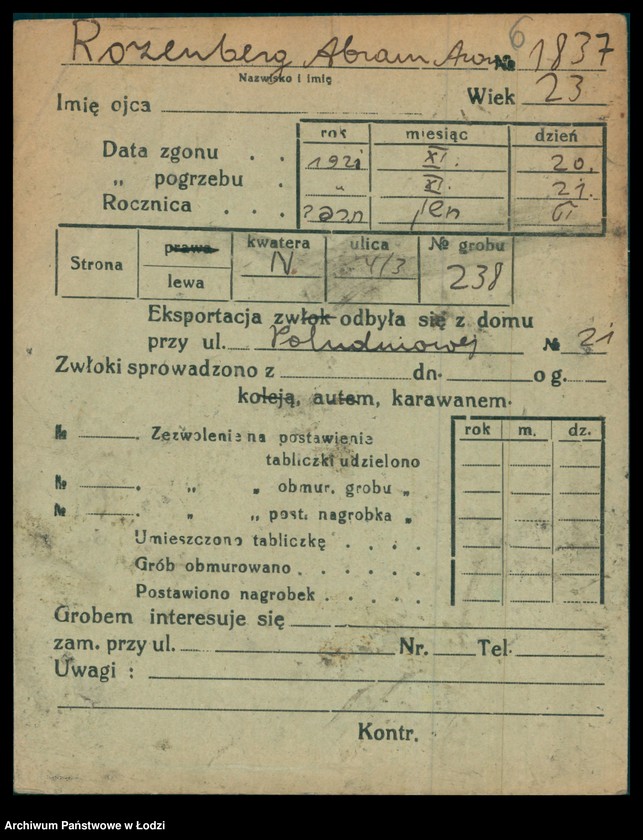 Rozenberg Abram Aron № 1837
6
Nazwisko i imię
Imię ojca Wiek 23
rok miesiąc dzień
Data zgonu . . 1921 XI. 20.
„ pogrzebu . „ XI. 21.
Rocznica . . .
Strona prawa lewa kwatera N. ulica 4/3 № grobu 238
Eksportacja zwłok odbyła się z domu
przy ul. Południowej № 21
Zwłoki sprowadzono z dn. o g.
koleją, autem, karawanem.
rok m. dz.
№ . Zezwolenie na postawienie
tabliczki udzielono
№ . „ „ obmur. grobu „
№ . „ „ post. nagrobka „
Umieszczono tabliczkę . . . .
Grób obmurowano . . . . . .
Postawiono nagrobek . . . . .
Grobem interesuje się
zam. przy ul. Nr. Tel.
Uwagi :
Kontr.
Archiwum Państwowe w Łodzi